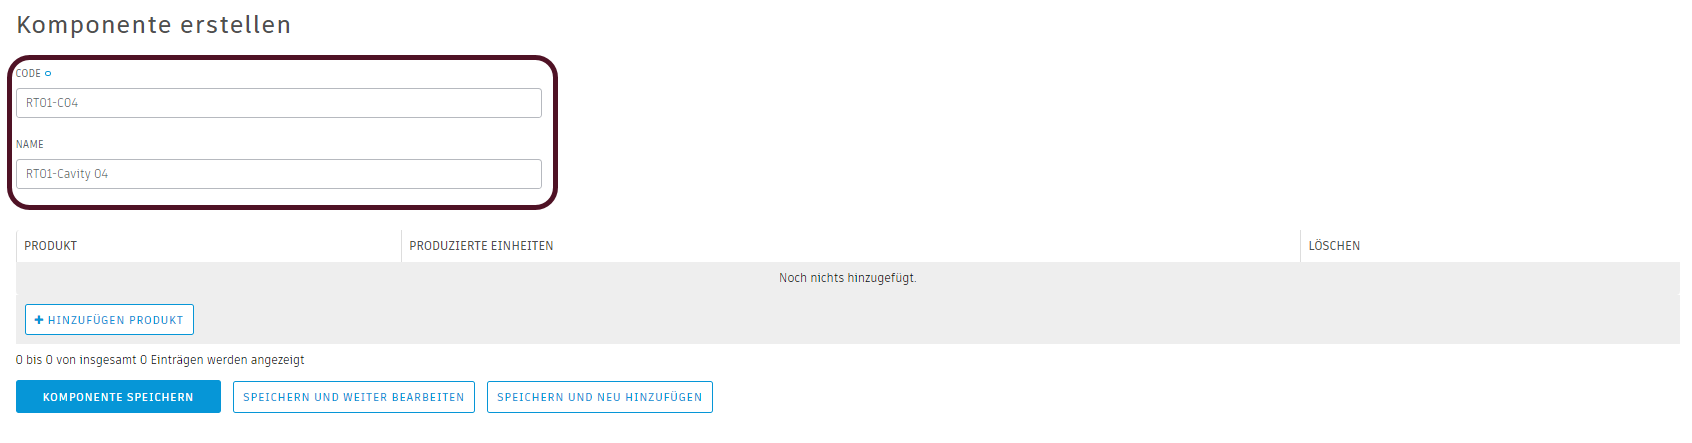 Komponente erstellen
CODE
RT01-C04
NAME
RT01-Cavity 04
PRODUKT PRODUZIERTE EINHEITEN LÖSCHEN
Noch nichts hinzugefügt.
+ HINZUFÜGEN PRODUKT
0 bis 0 von insgesamt 0 Einträgen werden angezeigt
KOMPONENTE SPEICHERN SPEICHERN UND WEITER BEARBEITEN SPEICHERN UND NEU HINZUFÜGEN